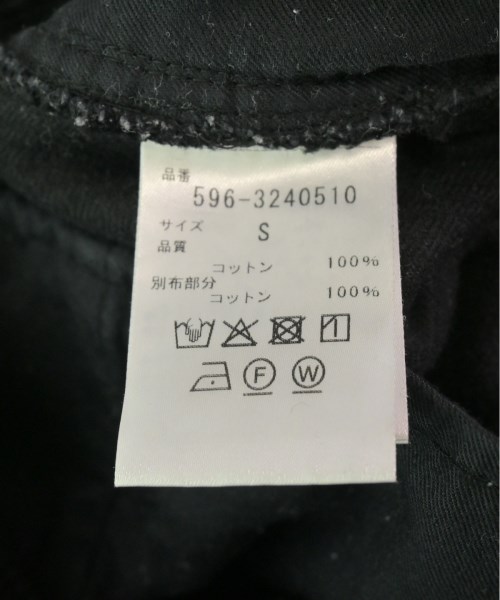 品番
596-3240510
サイズ S
品質
コットン 100%
別布部分
コットン 100%
F W